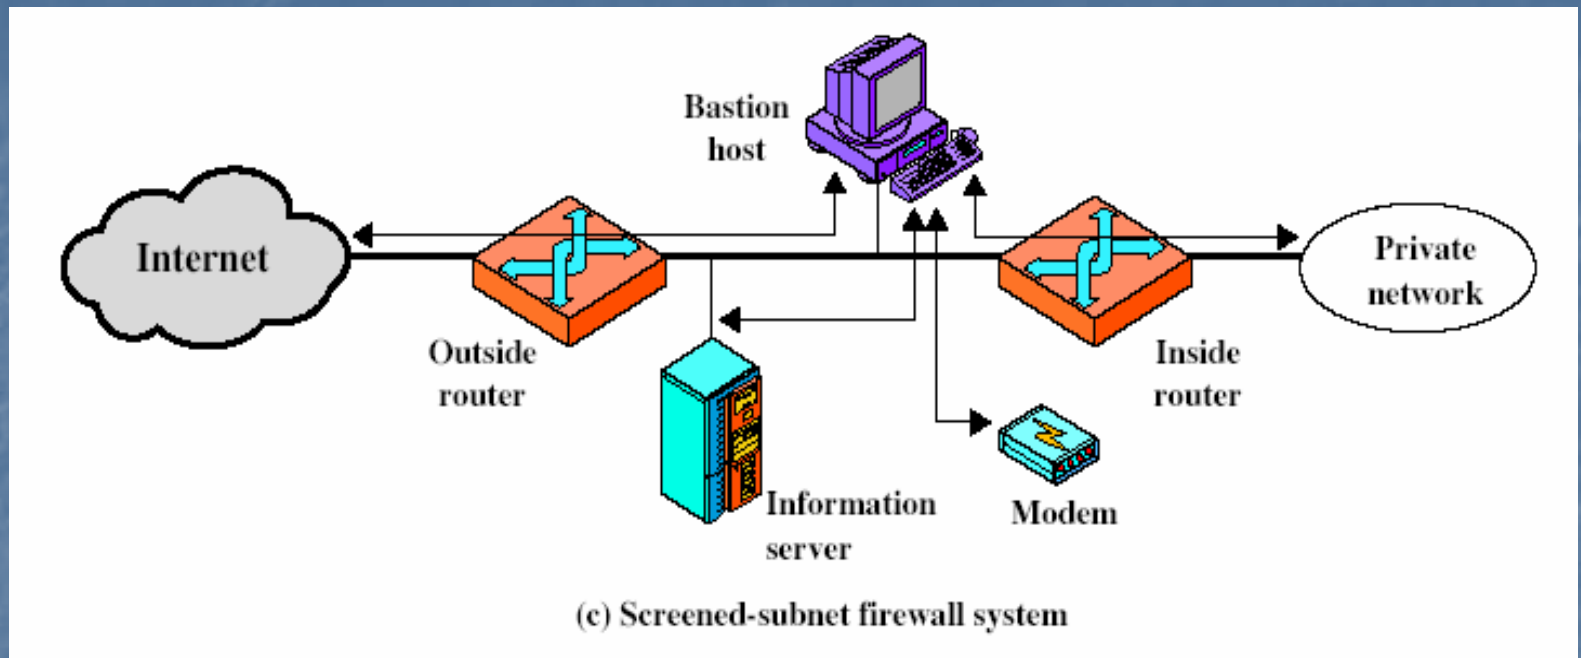 Bastion
host
Internet
Private
network
Outside
router
Inside
router
Information
server
Modem
(c) Screened-subnet firewall system